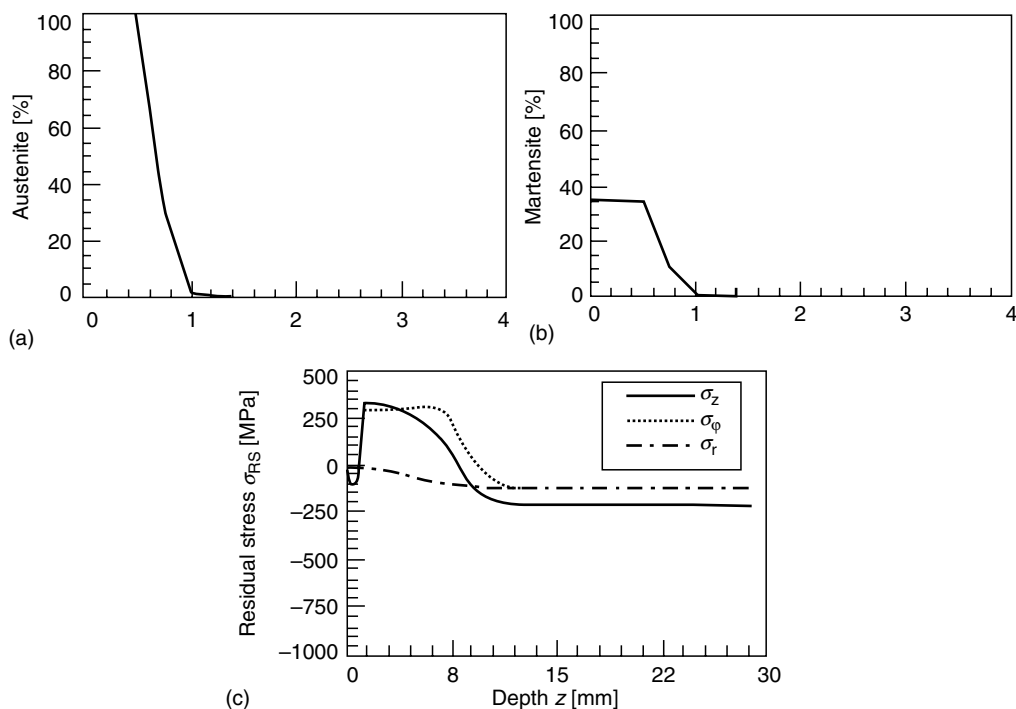 Austenite [%]
100
80
60
40
20
0
0 1 2 3 4
(a)
Martensite [%]
100
80
60
40
20
0
0 1 2 3 4
(b)
Residual stress σRS [MPa]
500
250
0
−250
−500
−750
−1000
0 8 15 22 30
Depth z [mm]
σz
σφ
σr
(c)